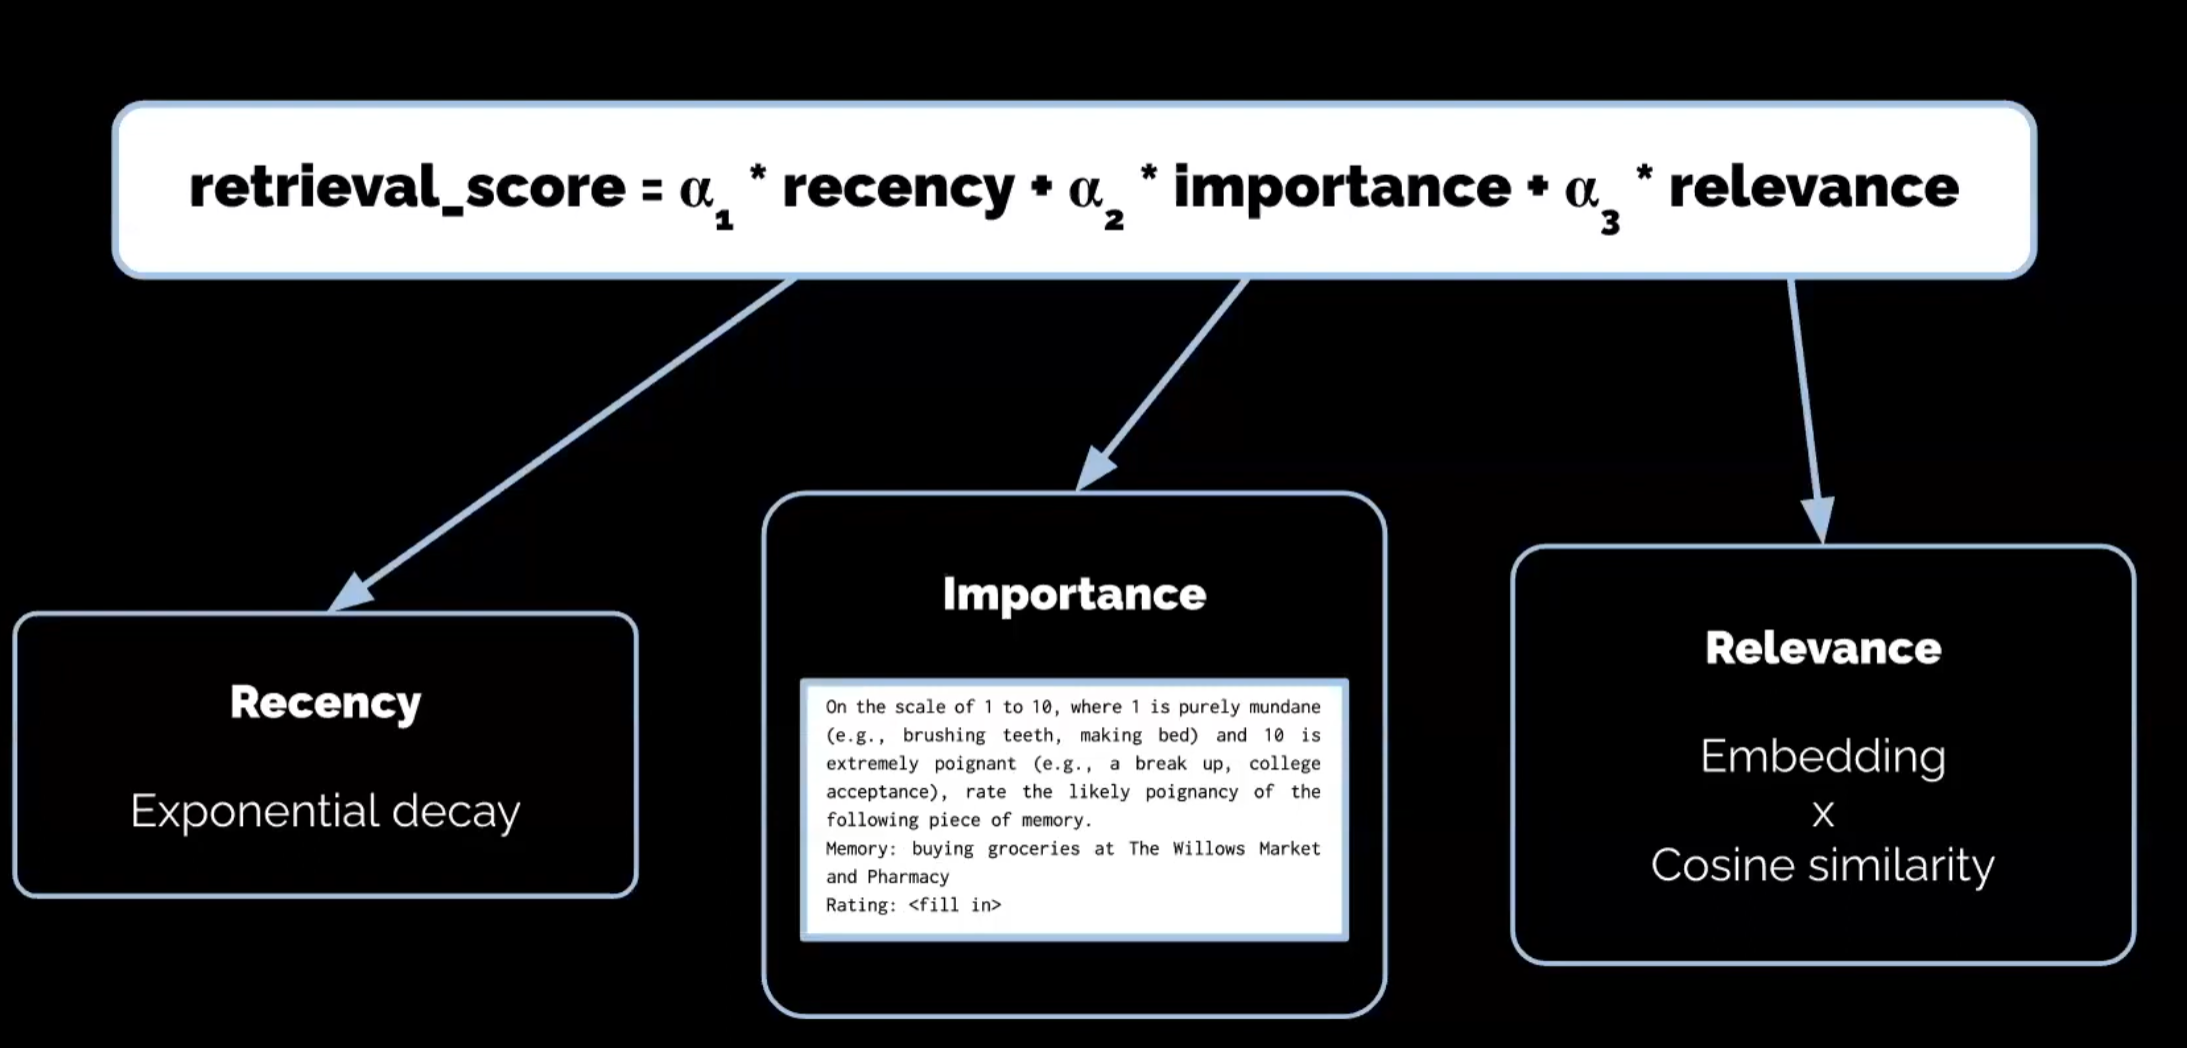 retrieval_score = α₁ * recency + α₂ * importance + α₃ * relevance
Recency
Exponential decay
Importance
On the scale of 1 to 10, where 1 is purely mundane
(e.g., brushing teeth, making bed) and 10 is
extremely poignant (e.g., a break up, college
acceptance), rate the likely poignancy of the
following piece of memory.
Memory: buying groceries at The Willows Market
and Pharmacy
Rating: <fill in>
Relevance
Embedding
x
Cosine similarity